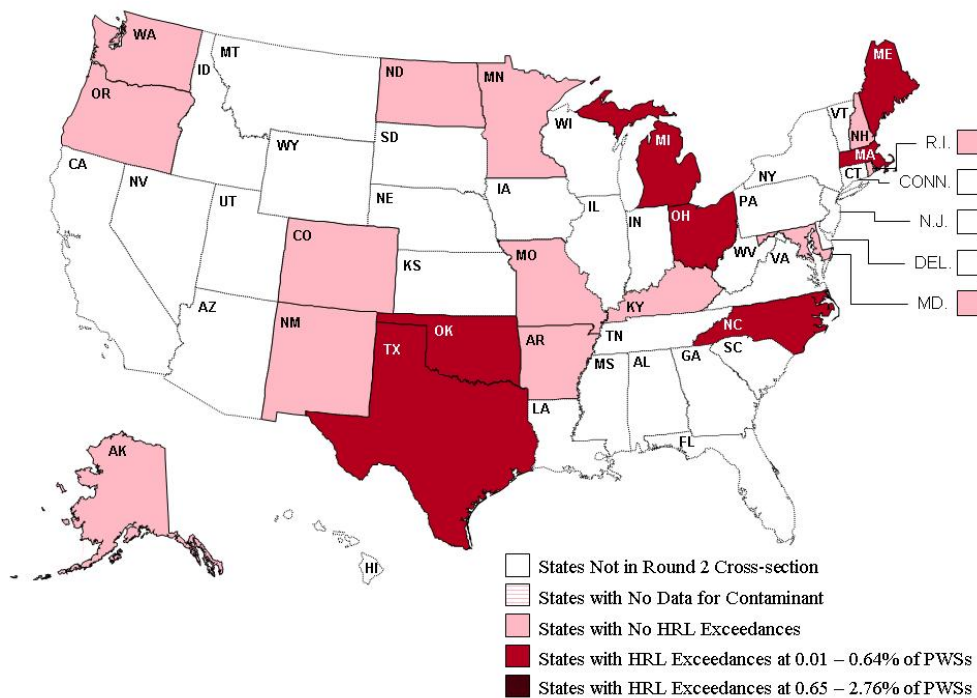 WA
MT
ME
ND
MN
ID
OR
VT
WI
NH
SD
R.I.
WY
MI
MA
CA
NY
CT
CONN.
NV
IA
NE
PA
UT
IL
IN
OH
N.J.
CO
WV
VA
MO
DEL.
KS
KY
MD.
AZ
NM
OK
NC
TN
TX
AR
SC
MS
AL
GA
LA
FL
AK
HI
States Not in Round 2 Cross-section
States with No Data for Contaminant
States with No HRL Exceedances
States with HRL Exceedances at 0.01 – 0.64% of PWSs
States with HRL Exceedances at 0.65 – 2.76% of PWSs